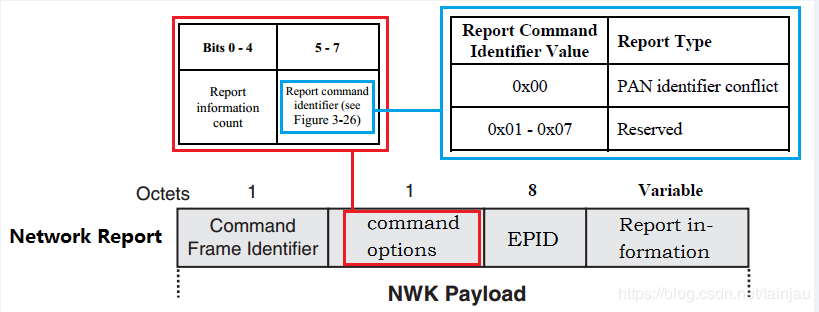 Bits 0 - 4
5 - 7
Report
information
count
Report command
identifier (see
Figure 3-26)
Report Command
Identifier Value
Report Type
0x00
PAN identifier conflict
0x01 - 0x07
Reserved
Octets
1
1
8
Variable
Network Report
Command
Frame Identifier
command
options
EPID
Report in-
formation
NWK Payload
https://blog.csdn.net/tainjau